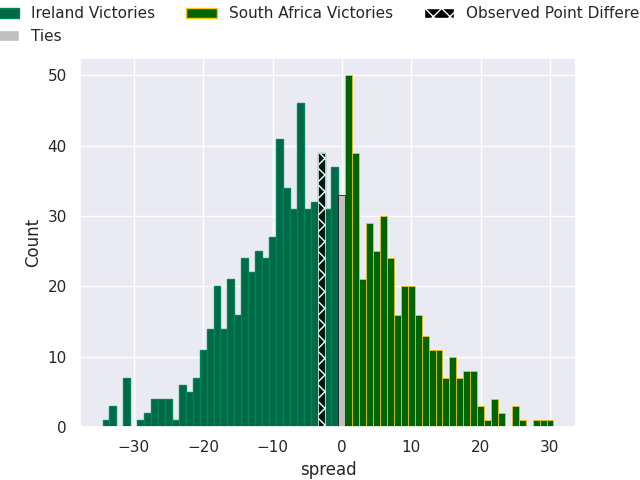 Ireland Victories South Africa Victories Observed Point Differe
Ties
50
40
30
20
10
0
Count
−30 −20 −10 0 10 20 30
spread